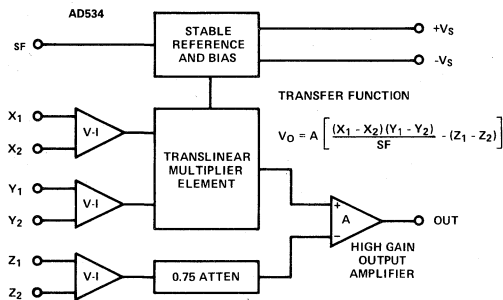 AD534
SF
STABLE
REFERENCE
AND BIAS
+VS
-VS
TRANSFER FUNCTION
VO = A [ (X1 - X2) (Y1 - Y2) / SF - (Z1 - Z2) ]
X1
X2
V-I
TRANSLINEAR
MULTIPLIER
ELEMENT
Y1
Y2
V-I
+
A
−
OUT
HIGH GAIN
OUTPUT
AMPLIFIER
Z1
Z2
V-I
0.75 ATTEN